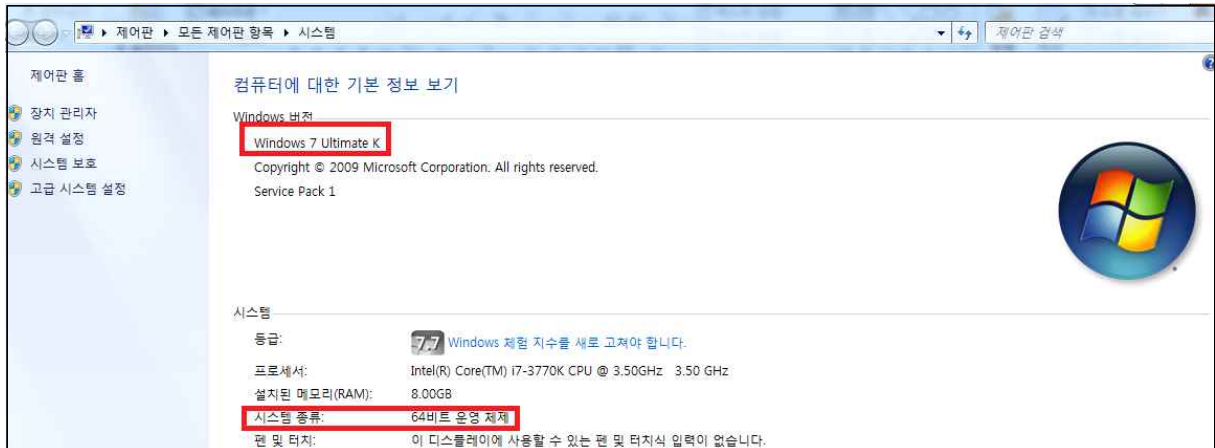 제어판 ▸ 모든 제어판 항목 ▸ 시스템
제어판 검색
제어판 홈
장치 관리자
원격 설정
시스템 보호
고급 시스템 설정
컴퓨터에 대한 기본 정보 보기
Windows 버전
Windows 7 Ultimate K
Copyright © 2009 Microsoft Corporation. All rights reserved.
Service Pack 1
시스템
등급: 7.7 Windows 체험 지수를 새로 고쳐야 합니다.
프로세서: Intel(R) Core(TM) i7-3770K CPU @ 3.50GHz 3.50 GHz
설치된 메모리(RAM): 8.00GB
시스템 종류: 64비트 운영 체제
펜 및 터치: 이 디스플레이에 사용할 수 있는 펜 및 터치식 입력이 없습니다.